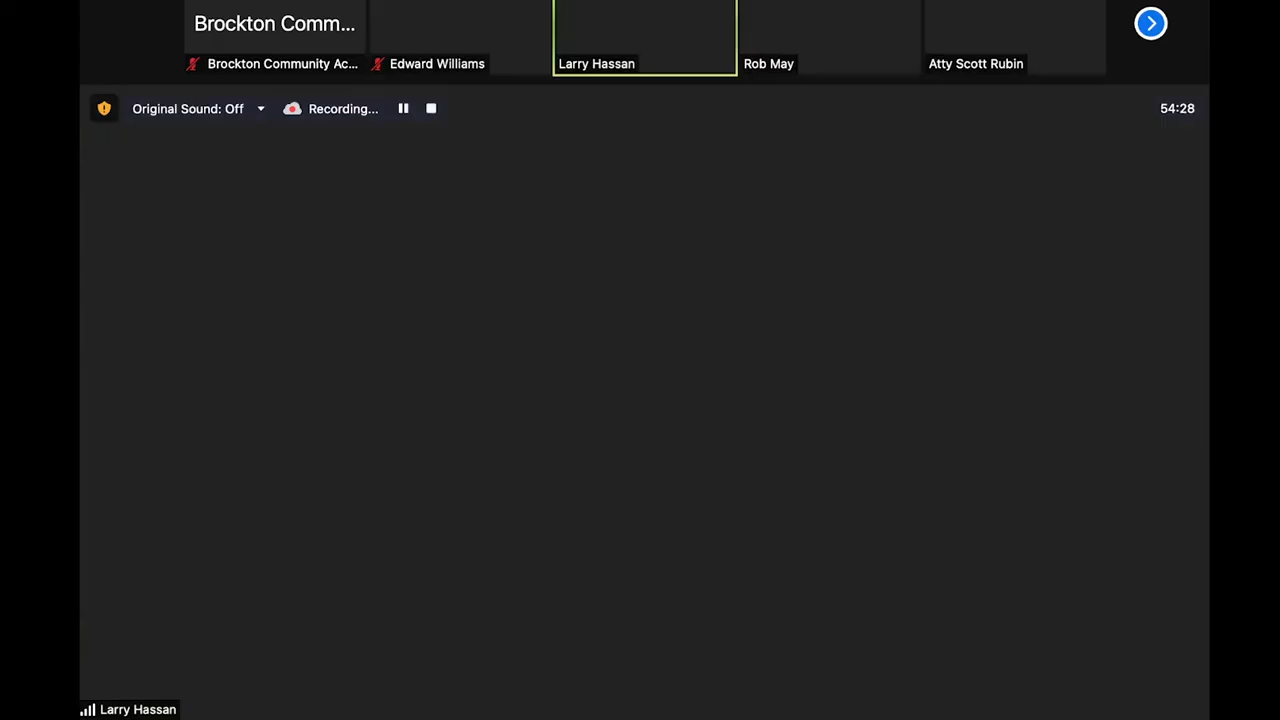 Brockton Comm...
Brockton Community Ac...
Edward Williams
Larry Hassan
Rob May
Atty Scott Rubin
Original Sound: Off
Recording...
54:28
Larry Hassan